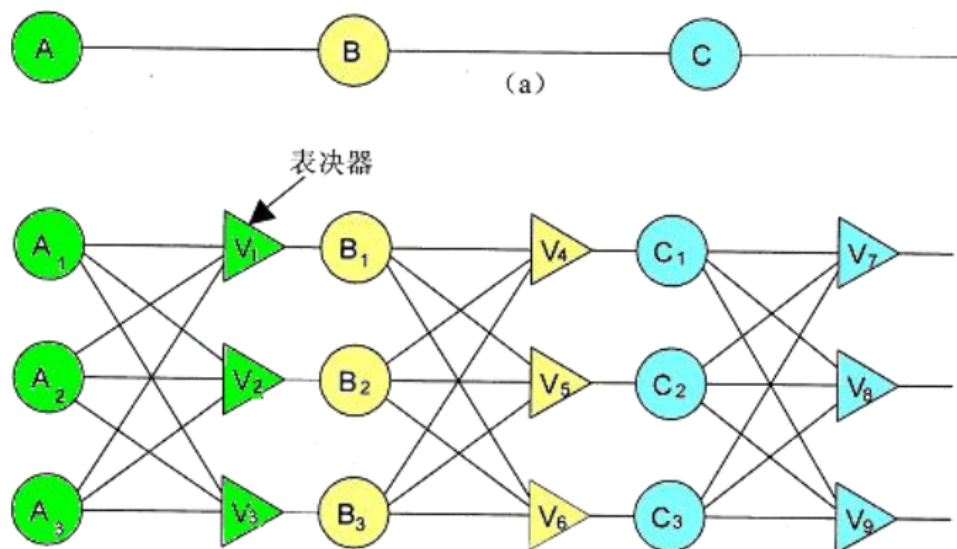 A B C
(a)
表决器
A1 V1 B1 V4 C1 V7
A2 V2 B2 V5 C2 V8
A3 V3 B3 V6 C3 V9